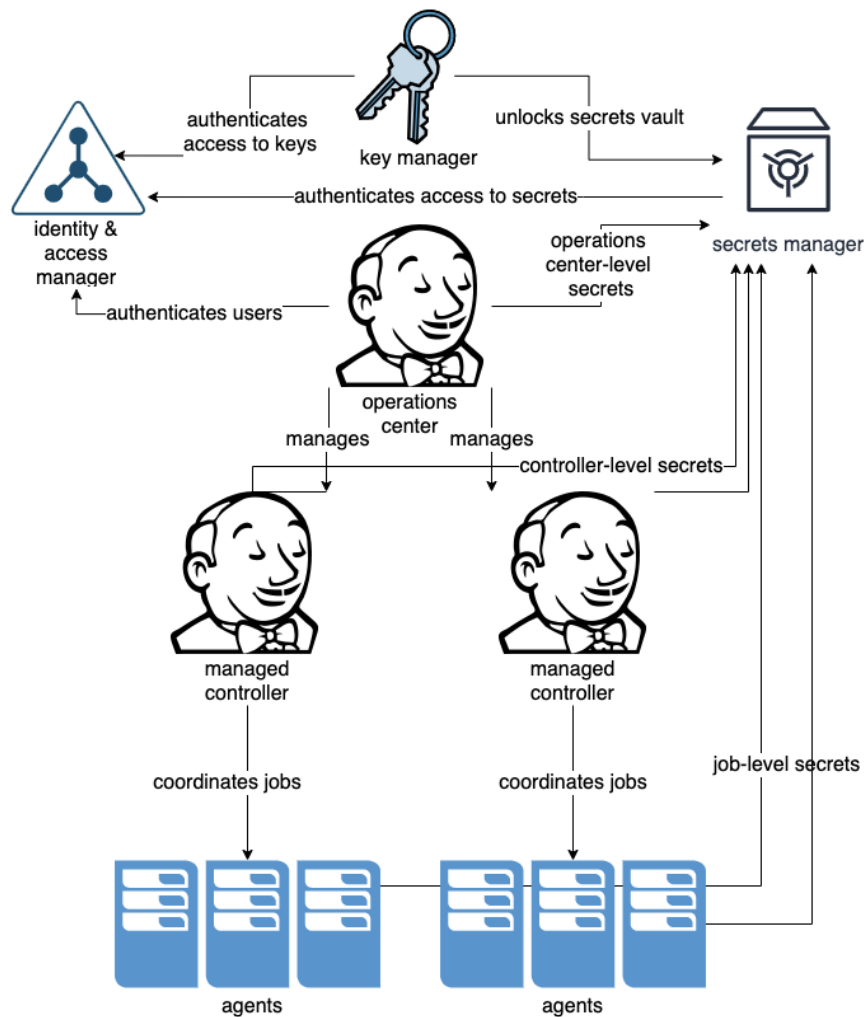 authenticates
access to keys
unlocks secrets vault
key manager
authenticates access to secrets
identity &
access
manager
secrets manager
operations
center-level
secrets
authenticates users
operations
center
manages
manages
controller-level secrets
managed
controller
managed
controller
job-level secrets
coordinates jobs
coordinates jobs
agents
agents